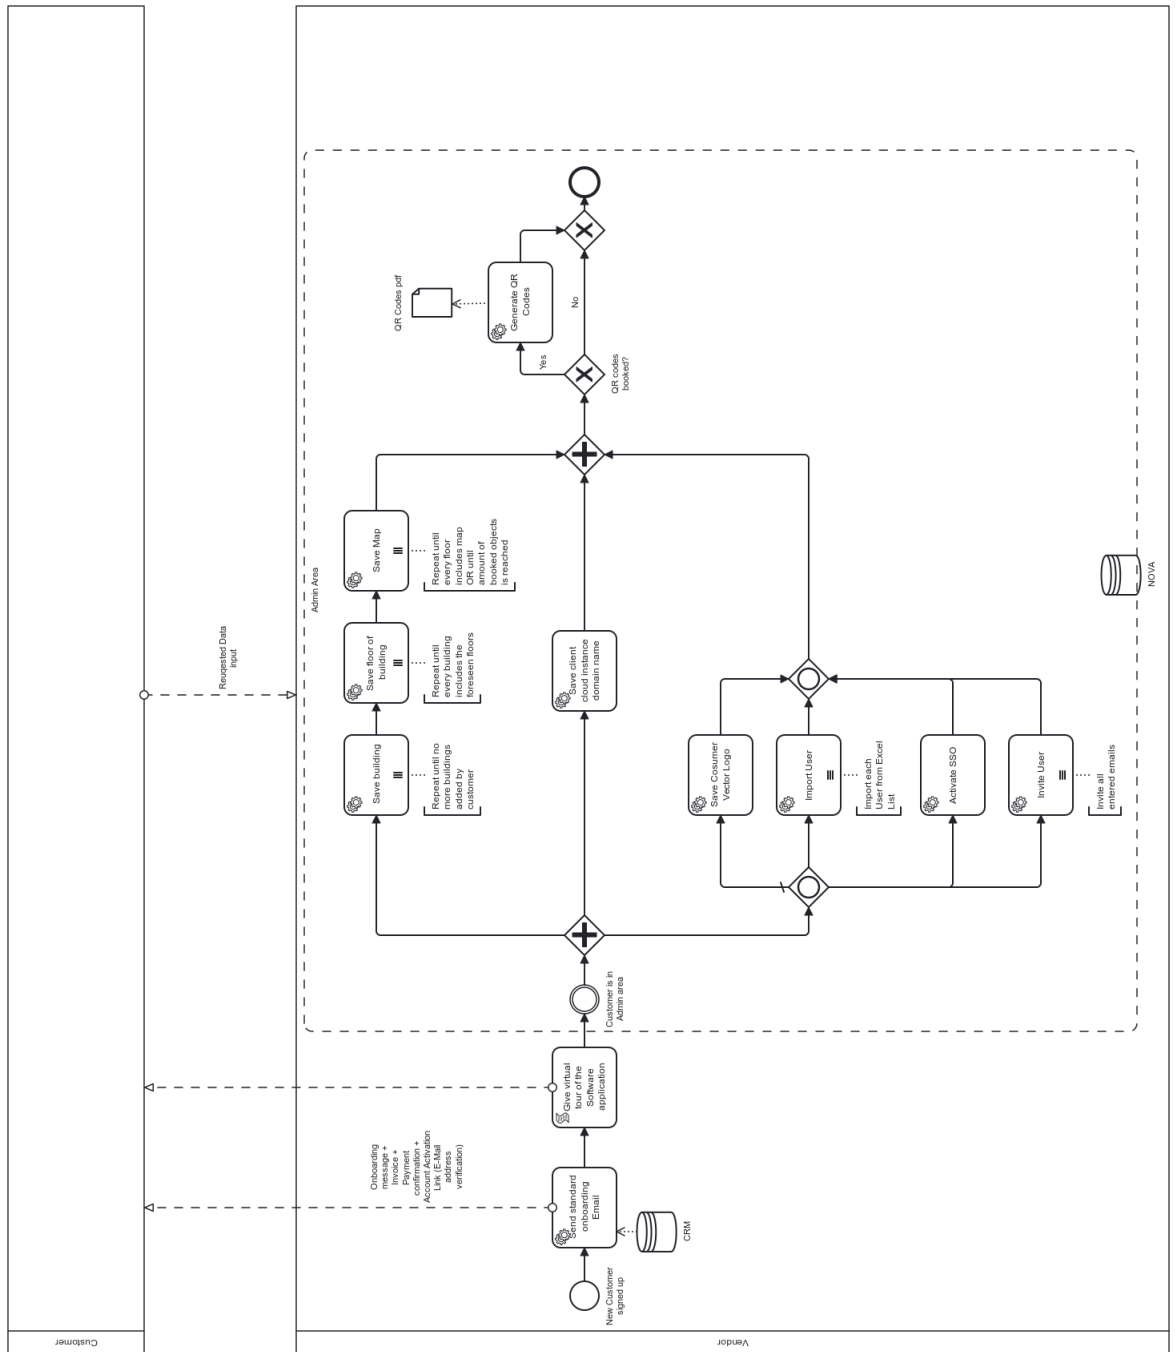 Customer
Vendor
New Customer
signed up
Send standard
onboarding
Email
CRM
Onboarding
message +
Invoice +
Payment
confirmation +
Account Activation
Link (E-Mail
address
verification)
Give virtual
tour of the
Software
application
Customer is in
Admin area
Admin Area
Reuqested Data
input
Save building
Repeat until no
more buildings
added by
customer
Save floor of
building
Repeat until
every building
includes the
foreseen floors
Save Map
Repeat until
every floor
includes map
OR until
amount of
booked objects
is reached
Save client
cloud instance
domain name
Save Cosumer
Vector Logo
Import User
Import each
User from Excel
List
Activate SSO
Invite User
Invite all
entered emails
QR codes
booked?
Yes
No
Generate QR
Codes
QR Codes pdf
NOVA